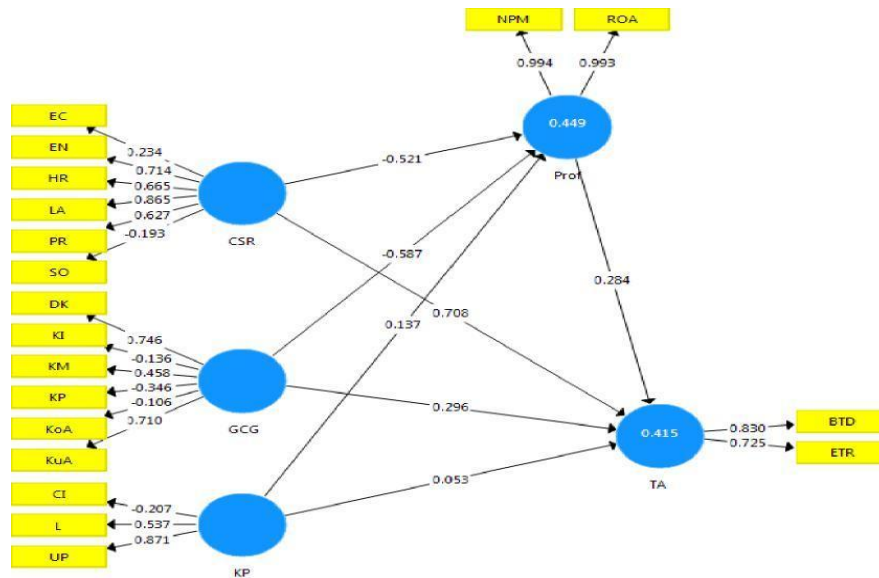 NPM
ROA
0.994
0.993
0.449
Prof
EC
EN
HR
LA
PR
SO
0.234
0.714
0.665
0.865
0.627
-0.193
CSR
-0.521
-0.587
0.137
0.708
0.284
DK
KI
KM
KP
KoA
KuA
0.746
-0.136
0.458
-0.346
-0.106
0.710
GCG
0.296
0.053
0.415
TA
0.830
0.725
BTD
ETR
CI
L
UP
-0.207
0.537
0.871
KP